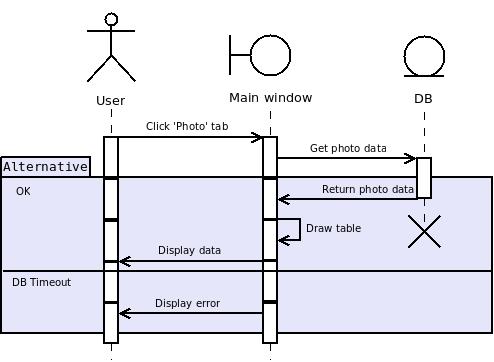 User
Main window
DB
Click 'Photo' tab
Get photo data
Alternative
OK
Return photo data
Draw table
Display data
DB Timeout
Display error